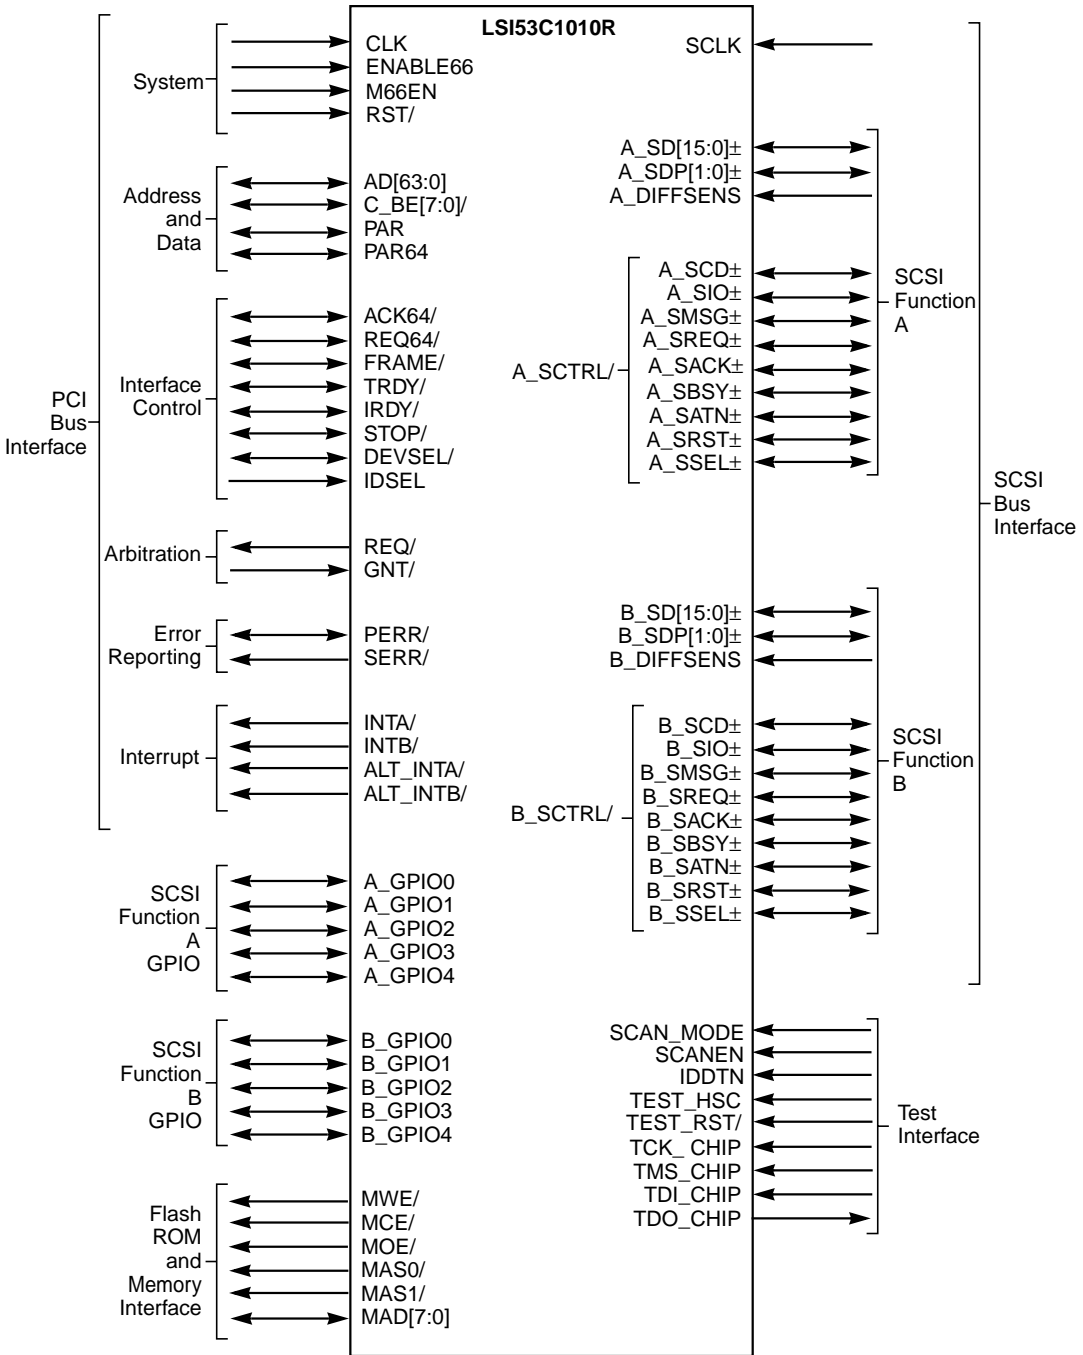 LSI53C1010R
PCI
Bus
Interface
System
CLK
ENABLE66
M66EN
RST/
Address
and
Data
AD[63:0]
C_BE[7:0]/
PAR
PAR64
Interface
Control
ACK64/
REQ64/
FRAME/
TRDY/
IRDY/
STOP/
DEVSEL/
IDSEL
Arbitration
REQ/
GNT/
Error
Reporting
PERR/
SERR/
Interrupt
INTA/
INTB/
ALT_INTA/
ALT_INTB/
SCSI
Function
A
GPIO
A_GPIO0
A_GPIO1
A_GPIO2
A_GPIO3
A_GPIO4
SCSI
Function
B
GPIO
B_GPIO0
B_GPIO1
B_GPIO2
B_GPIO3
B_GPIO4
Flash
ROM
and
Memory
Interface
MWE/
MCE/
MOE/
MAS0/
MAS1/
MAD[7:0]
SCLK
A_SD[15:0]±
A_SDP[1:0]±
A_DIFFSENS
A_SCTRL/
A_SCD±
A_SIO±
A_SMSG±
A_SREQ±
A_SACK±
A_SBSY±
A_SATN±
A_SRST±
A_SSEL±
SCSI
Function
A
SCSI
Bus
Interface
B_SD[15:0]±
B_SDP[1:0]±
B_DIFFSENS
B_SCTRL/
B_SCD±
B_SIO±
B_SMSG±
B_SREQ±
B_SACK±
B_SBSY±
B_SATN±
B_SRST±
B_SSEL±
SCSI
Function
B
SCAN_MODE
SCANEN
IDDTN
TEST_HSC
TEST_RST/
TCK_ CHIP
TMS_CHIP
TDI_CHIP
TDO_CHIP
Test
Interface